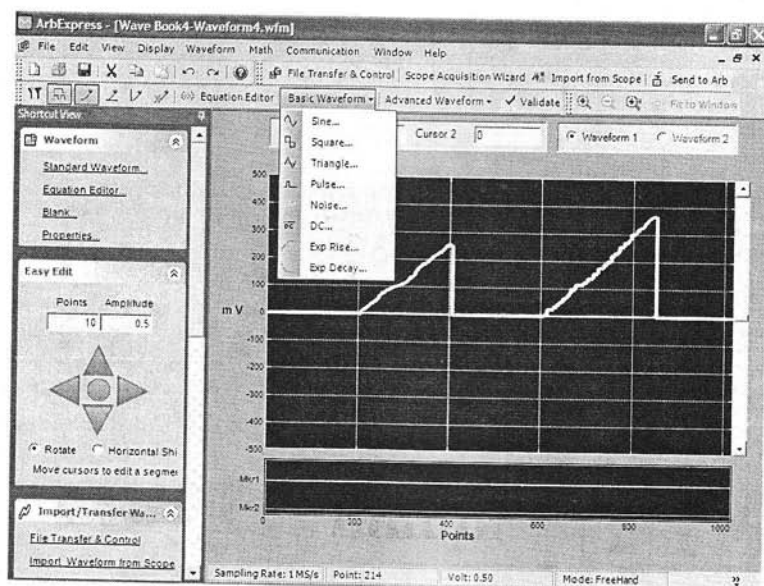 ArbExpress - [Wave Book4-Waveform4.wfm]
File Edit View Display Waveform Math Communication Window Help
File Transfer & Control Scope Acquisition Wizard Import from Scope Send to Arb
Equation Editor Basic Waveform Advanced Waveform Validate Fit to Window
Shortcut View
Waveform
Standard Waveform...
Equation Editor...
Blank...
Properties...
Easy Edit
Points Amplitude
10 0.5
Rotate Horizontal Shi
Move cursors to edit a segmen
Import/Transfer Wa...
File Transfer & Control
Import Waveform from Scope
Sine...
Square...
Triangle...
Pulse...
Noise...
DC...
Exp Rise...
Exp Decay...
Cursor 2 0
Waveform 1 Waveform 2
500
400
300
200
100
m V 0
-100
-200
-300
-400
-500
Mkr1
Mkr2
0 200 400 600 800 1000
Points
Sampling Rate: 1 MS/s Point: 214 Volt: 0.50 Mode: FreeHand